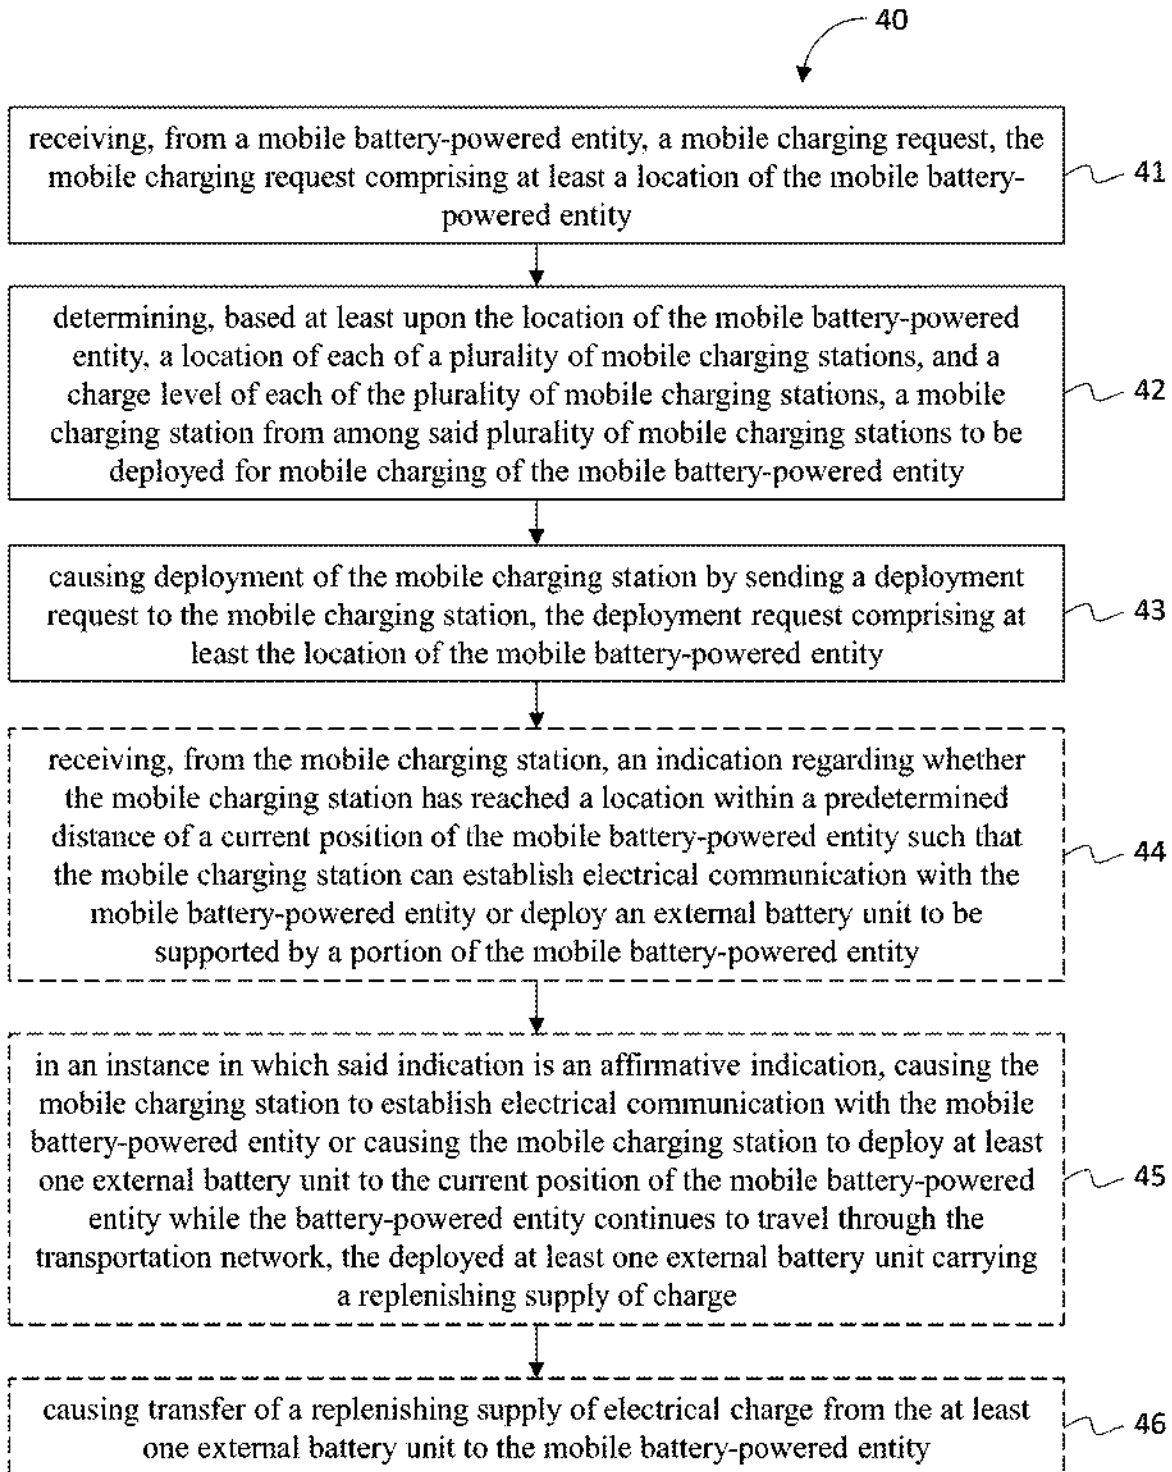 40
receiving, from a mobile battery-powered entity, a mobile charging request, the
mobile charging request comprising at least a location of the mobile battery-
powered entity
41
determining, based at least upon the location of the mobile battery-powered
entity, a location of each of a plurality of mobile charging stations, and a
charge level of each of the plurality of mobile charging stations, a mobile
charging station from among said plurality of mobile charging stations to be
deployed for mobile charging of the mobile battery-powered entity
42
causing deployment of the mobile charging station by sending a deployment
request to the mobile charging station, the deployment request comprising at
least the location of the mobile battery-powered entity
43
receiving, from the mobile charging station, an indication regarding whether
the mobile charging station has reached a location within a predetermined
distance of a current position of the mobile battery-powered entity such that
the mobile charging station can establish electrical communication with the
mobile battery-powered entity or deploy an external battery unit to be
supported by a portion of the mobile battery-powered entity
44
in an instance in which said indication is an affirmative indication, causing the
mobile charging station to establish electrical communication with the mobile
battery-powered entity or causing the mobile charging station to deploy at least
one external battery unit to the current position of the mobile battery-powered
entity while the battery-powered entity continues to travel through the
transportation network, the deployed at least one external battery unit carrying
a replenishing supply of charge
45
causing transfer of a replenishing supply of electrical charge from the at least
one external battery unit to the mobile battery-powered entity
46